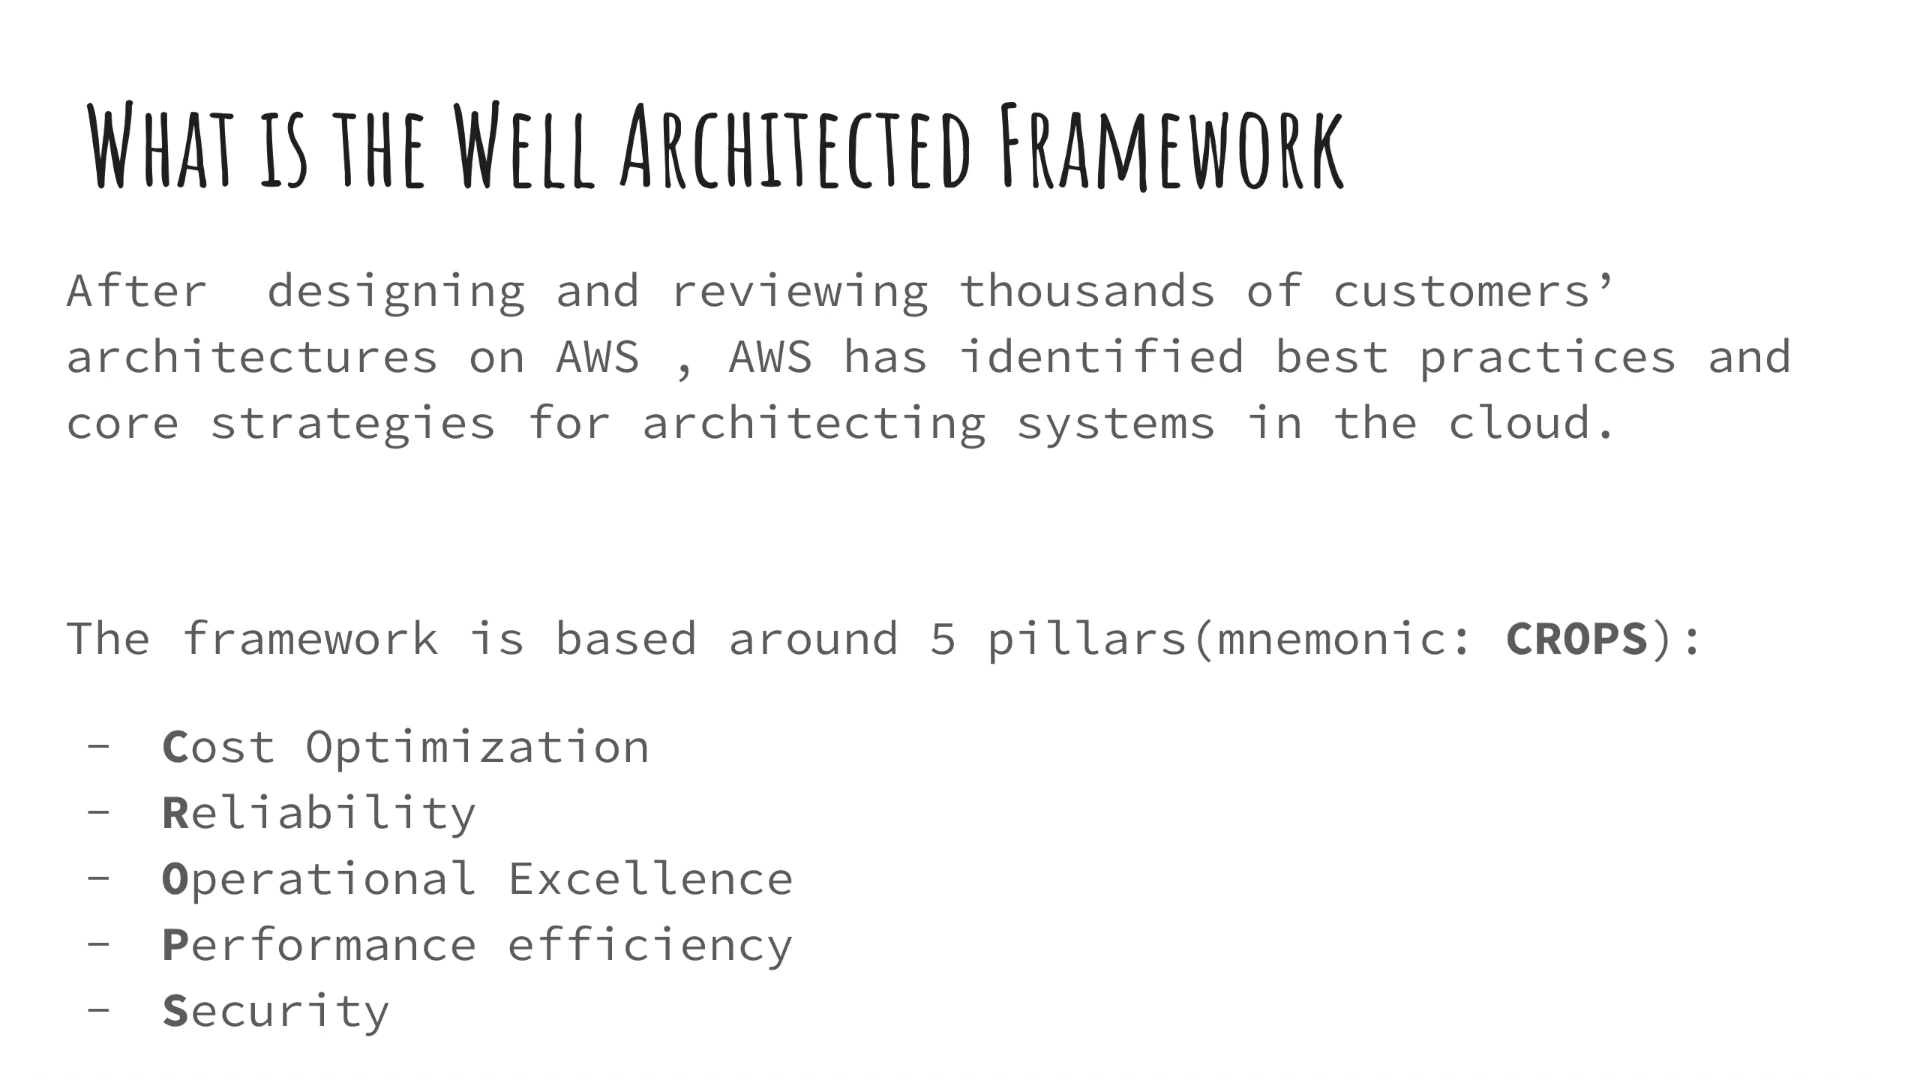 What is the Well Architected Framework
After  designing and reviewing thousands of customers’
architectures on AWS , AWS has identified best practices and
core strategies for architecting systems in the cloud.
The framework is based around 5 pillars(mnemonic: CROPS):
- Cost Optimization
- Reliability
- Operational Excellence
- Performance efficiency
- Security